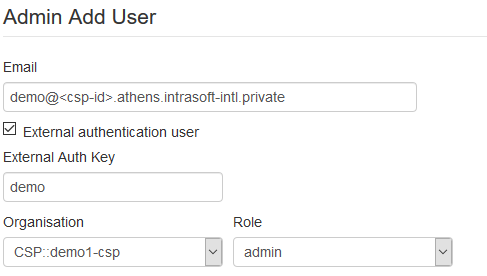 Admin Add User
Email
demo@<csp-id>.athens.intrasoft-intl.private
External authentication user
External Auth Key
demo
Organisation Role
CSP::demo1-csp admin